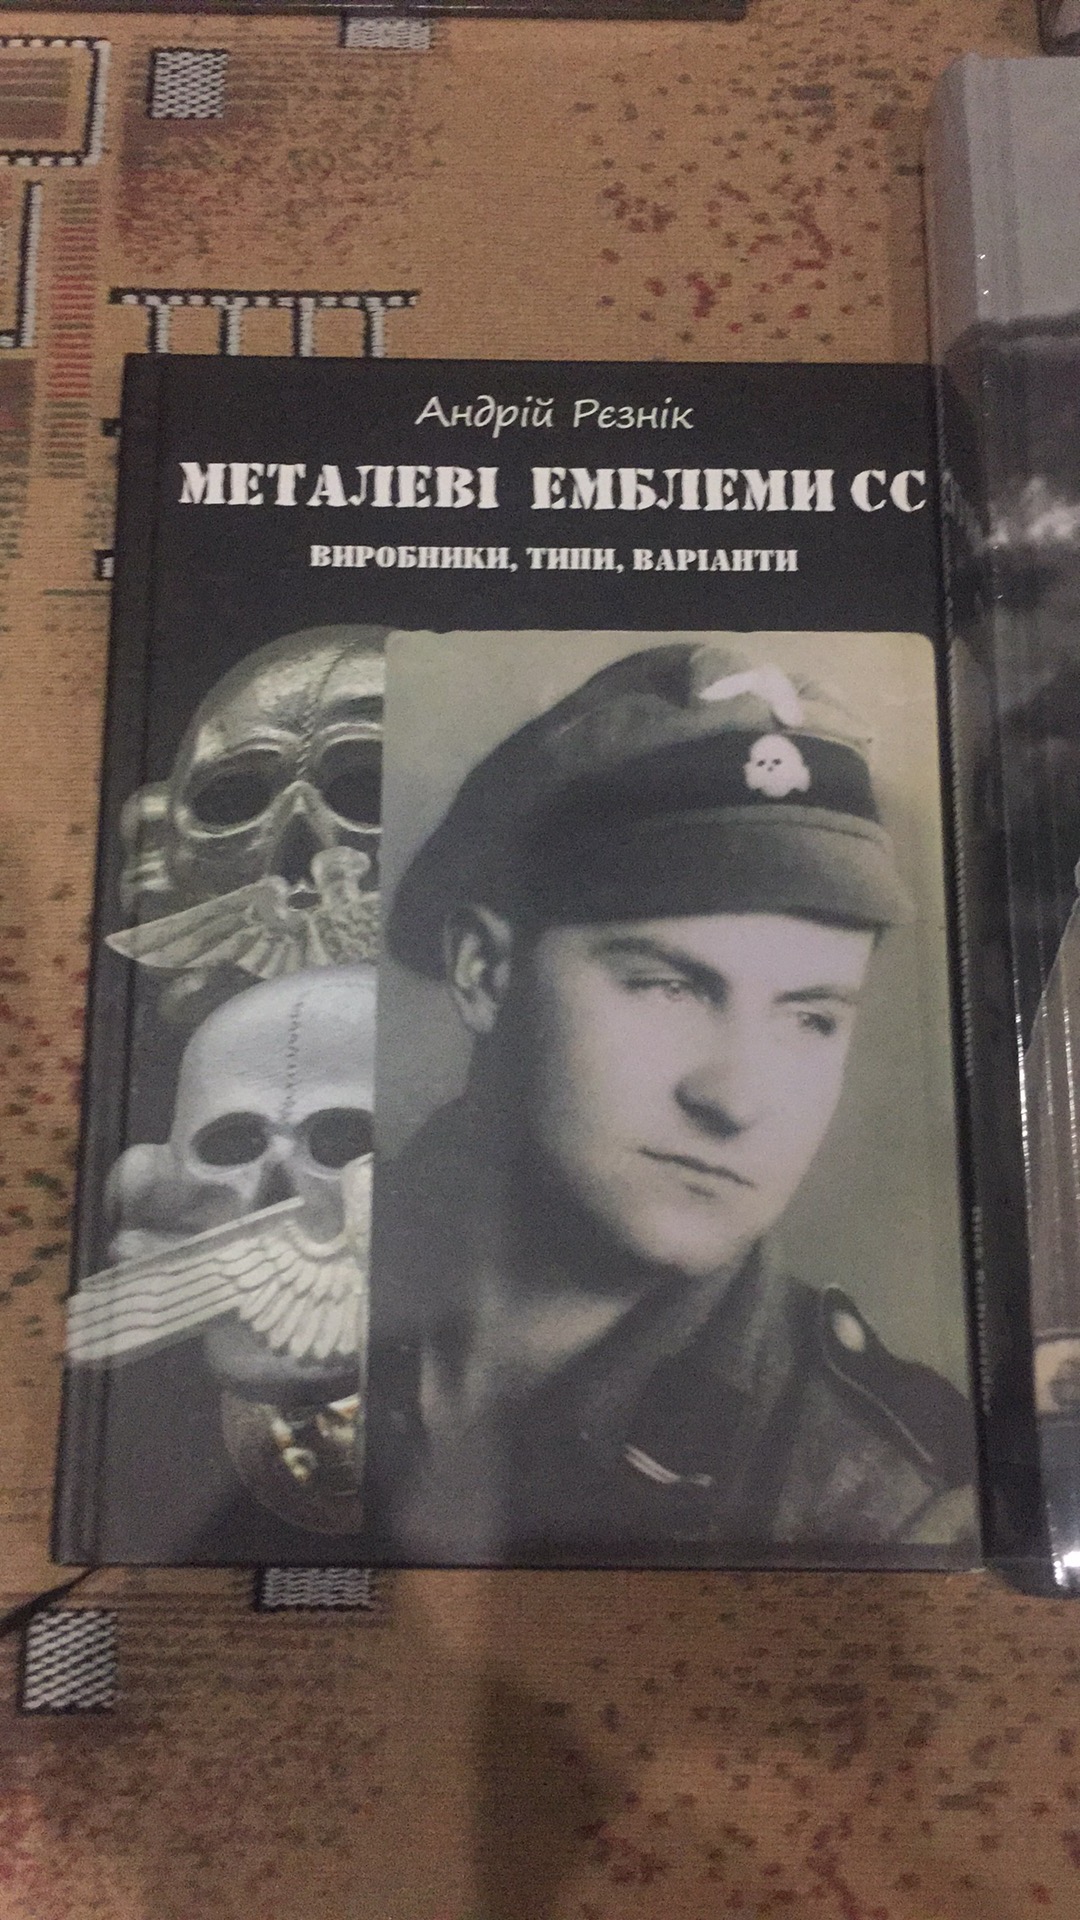 Андрій Рєзнік
МЕТАЛЕВІ ЕМБЛЕМИ СС
ВИРОБНИКИ, ТИПИ, ВАРІАНТИ